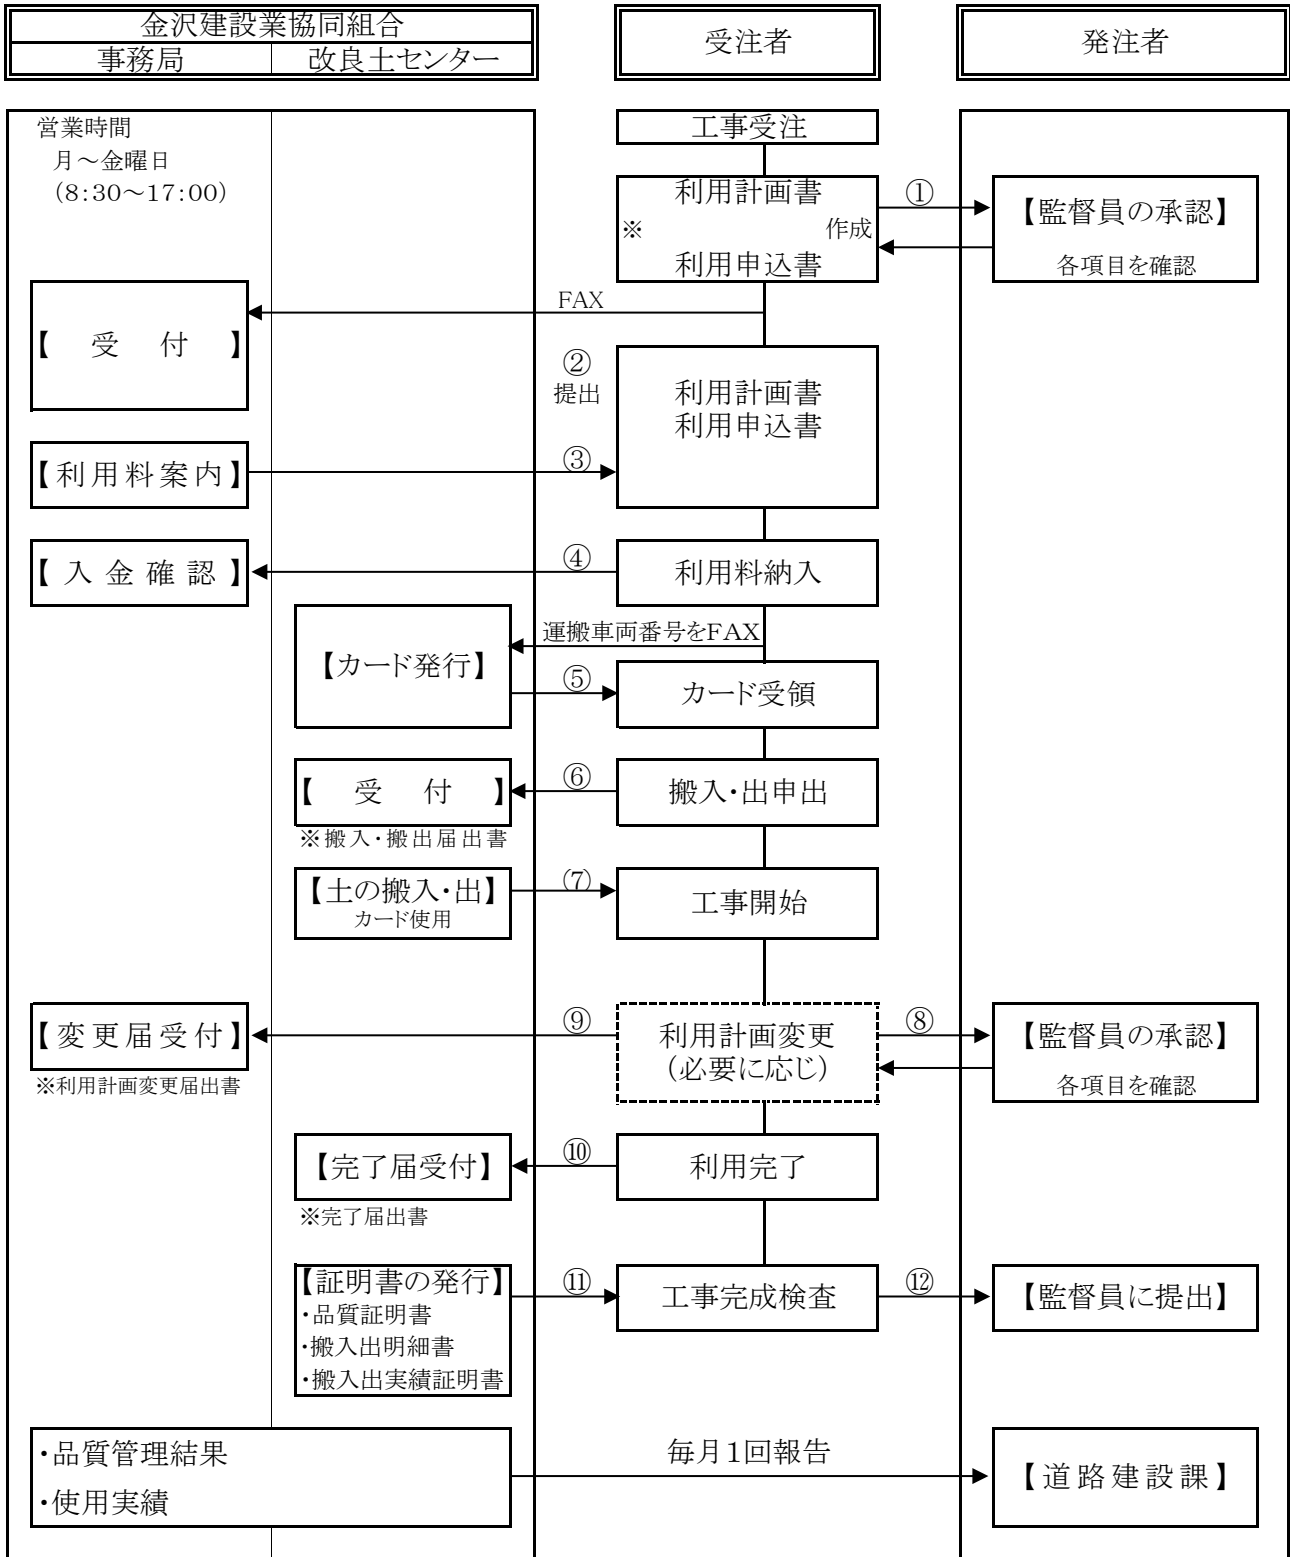 金沢建設業協同組合
事務局
改良土センター
受注者
発注者
営業時間
月～金曜日
(8:30～17:00)
工事受注
利用計画書
※
作成
利用申込書
①
【監督員の承認】
各項目を確認
FAX
【 受 付 】
②
提出
利用計画書
利用申込書
【利用料案内】
③
【入金確認】
④
利用料納入
運搬車両番号をFAX
【カード発行】
⑤
カード受領
【 受 付 】
⑥
搬入・出申出
※搬入・搬出届出書
【土の搬入・出】
カード使用
⑦
工事開始
【変更届受付】
※利用計画変更届出書
⑨
利用計画変更
(必要に応じ)
⑧
【監督員の承認】
各項目を確認
【完了届受付】
※完了届出書
⑩
利用完了
【証明書の発行】
・品質証明書
・搬入出明細書
・搬入出実績証明書
⑪
工事完成検査
⑫
【監督員に提出】
・品質管理結果
・使用実績
毎月1回報告
【道路建設課】